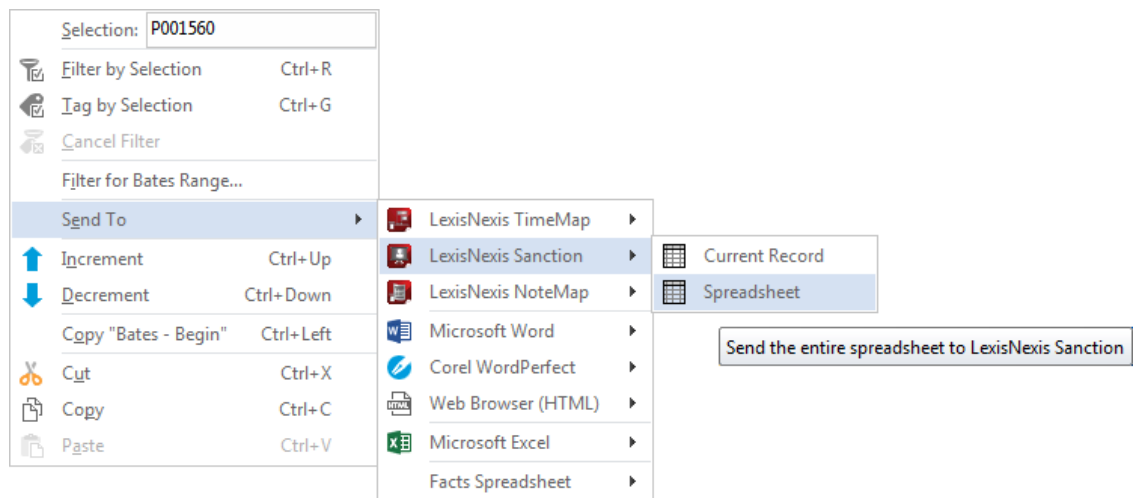 Selection: P001560
Filter by Selection Ctrl+R
Tag by Selection Ctrl+G
Cancel Filter
Filter for Bates Range...
Send To
Increment Ctrl+Up
Decrement Ctrl+Down
Copy "Bates - Begin" Ctrl+Left
Cut Ctrl+X
Copy Ctrl+C
Paste Ctrl+V
LexisNexis TimeMap
LexisNexis Sanction
LexisNexis NoteMap
Microsoft Word
Corel WordPerfect
Web Browser (HTML)
Microsoft Excel
Facts Spreadsheet
Current Record
Spreadsheet
Send the entire spreadsheet to LexisNexis Sanction